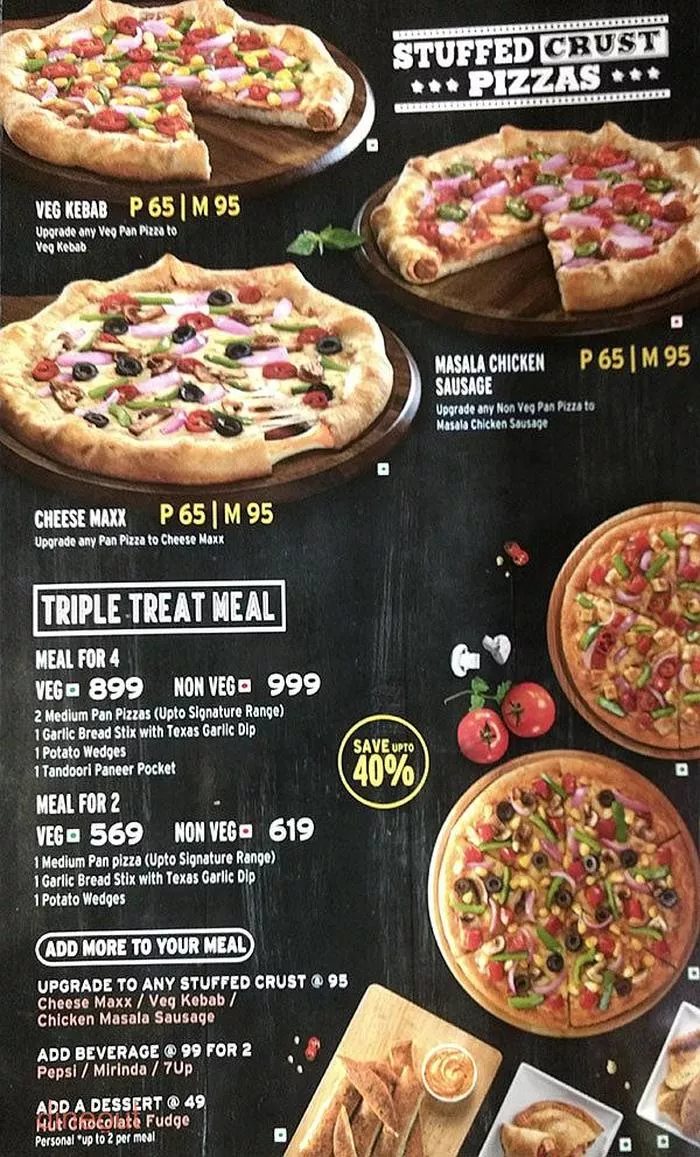 STUFFED CRUST
PIZZAS
VEG KEBAB P 65 | M 95
Upgrade any Veg Pan Pizza to
Veg Kebab
MASALA CHICKEN P 65 | M 95
SAUSAGE
Upgrade any Non Veg Pan Pizza to
Masala Chicken Sausage
CHEESE MAXX P 65 | M 95
Upgrade any Pan Pizza to Cheese Maxx
TRIPLE TREAT MEAL
MEAL FOR 4
VEG 899 NON VEG 999
2 Medium Pan Pizzas (Upto Signature Range)
1 Garlic Bread Stix with Texas Garlic Dip
1 Potato Wedges
1 Tandoori Paneer Pocket
SAVE UPTO
40%
MEAL FOR 2
VEG 569 NON VEG 619
1 Medium Pan pizza (Upto Signature Range)
1 Garlic Bread Stix with Texas Garlic Dip
1 Potato Wedges
ADD MORE TO YOUR MEAL
UPGRADE TO ANY STUFFED CRUST @ 95
Cheese Maxx / Veg Kebab /
Chicken Masala Sausage
ADD BEVERAGE @ 99 FOR 2
Pepsi / Mirinda / 7Up
ADD A DESSERT @ 49
Hut Chocolate Fudge
Personal *up to 2 per meal